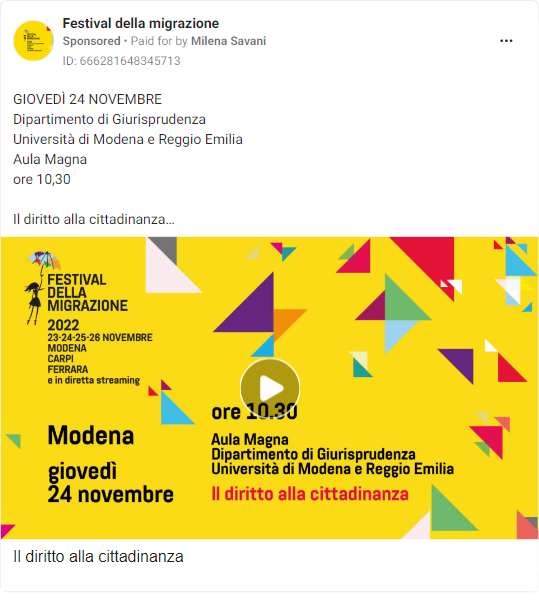 Festival della migrazione
Sponsored • Paid for by Milena Savani
ID: 666281648345713
GIOVEDÌ 24 NOVEMBRE
Dipartimento di Giurisprudenza
Università di Modena e Reggio Emilia
Aula Magna
ore 10,30
Il diritto alla cittadinanza...
FESTIVAL
DELLA
MIGRAZIONE
2022
23-24-25-26 NOVEMBRE
MODENA
CARPI
FERRARA
e in diretta streaming
Modena
giovedì
24 novembre
ore 10.30
Aula Magna
Dipartimento di Giurisprudenza
Università di Modena e Reggio Emilia
Il diritto alla cittadinanza
Il diritto alla cittadinanza